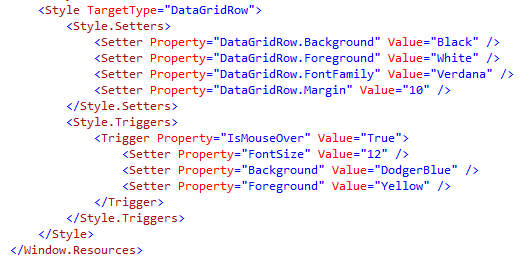 <Style TargetType="DataGridRow">
<Style.Setters>
<Setter Property="DataGridRow.Background" Value="Black" />
<Setter Property="DataGridRow.Foreground" Value="White" />
<Setter Property="DataGridRow.FontFamily" Value="Verdana" />
<Setter Property="DataGridRow.Margin" Value="10" />
</Style.Setters>
<Style.Triggers>
<Trigger Property="IsMouseOver" Value="True">
<Setter Property="FontSize" Value="12" />
<Setter Property="Background" Value="DodgerBlue" />
<Setter Property="Foreground" Value="Yellow" />
</Trigger>
</Style.Triggers>
</Style>
</Window.Resources>